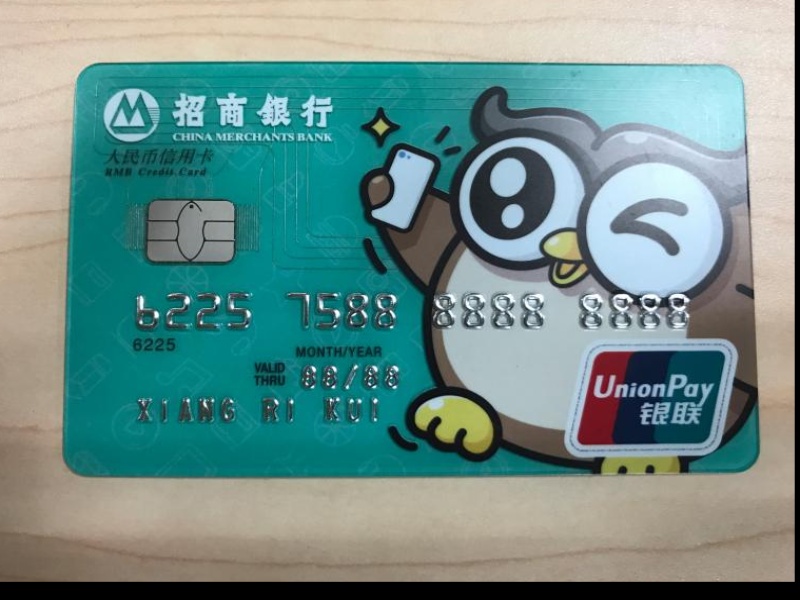 招商銀行
CHINA MERCHANTS BANK
人民币信用卡
RMB Credit Card
6225 7588 8888 8888
6225
MONTH/YEAR
VALID THRU 88/88
XIANG RI KUI
UnionPay
银联